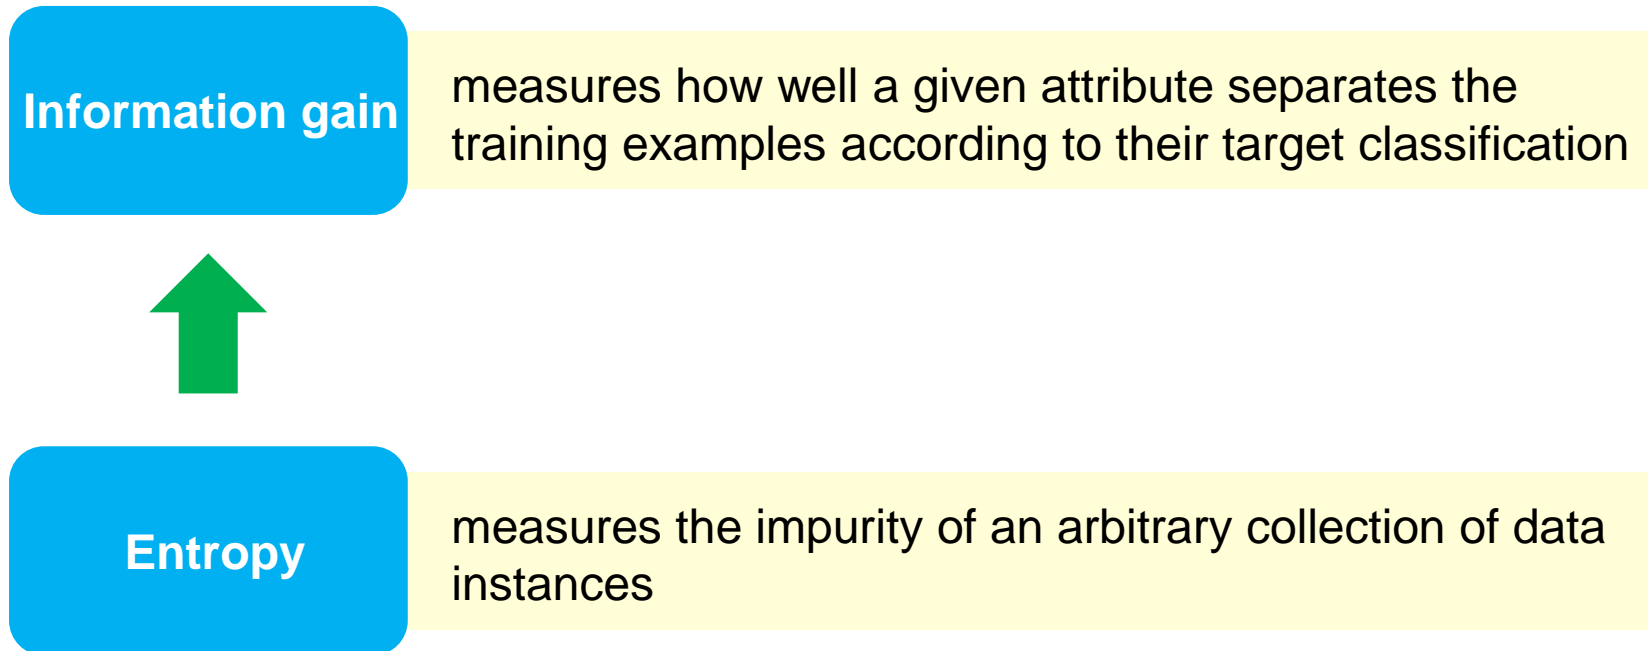 Information gain
measures how well a given attribute separates the
training examples according to their target classification
Entropy
measures the impurity of an arbitrary collection of data
instances